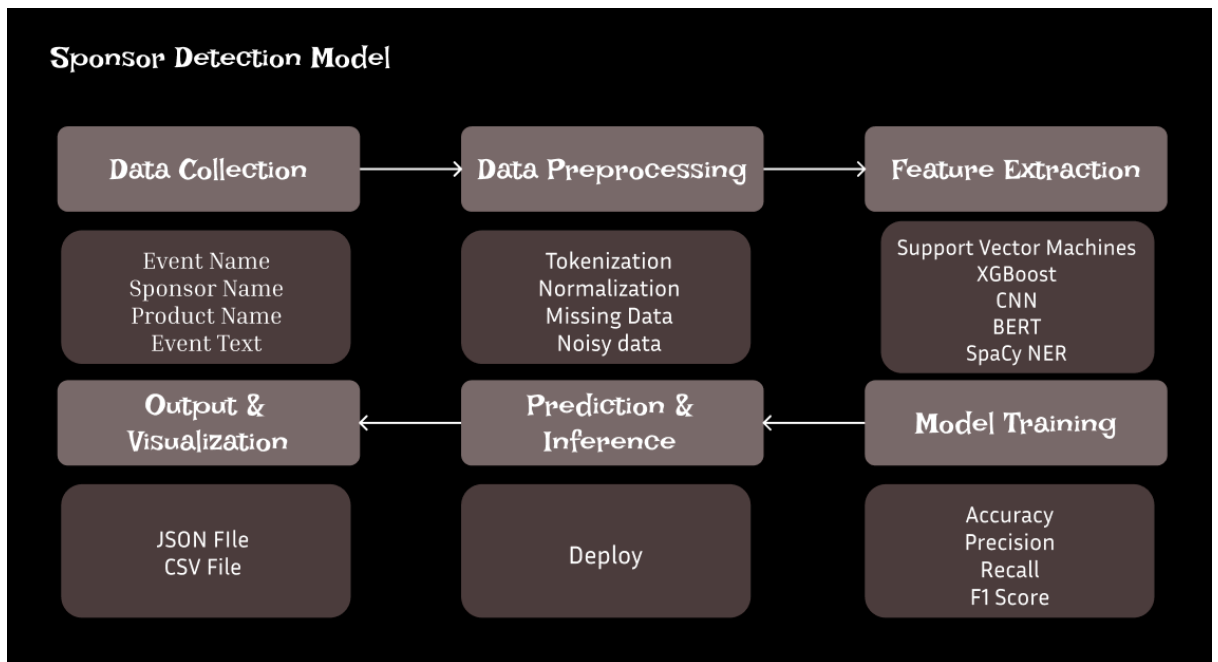 Sponsor Detection Model
Data Collection
Data Preprocessing
Feature Extraction
Event Name
Sponsor Name
Product Name
Event Text
Tokenization
Normalization
Missing Data
Noisy data
Support Vector Machines
XGBoost
CNN
BERT
SpaCy NER
Output &
Visualization
Prediction &
Inference
Model Training
JSON FIle
CSV File
Deploy
Accuracy
Precision
Recall
F1 Score